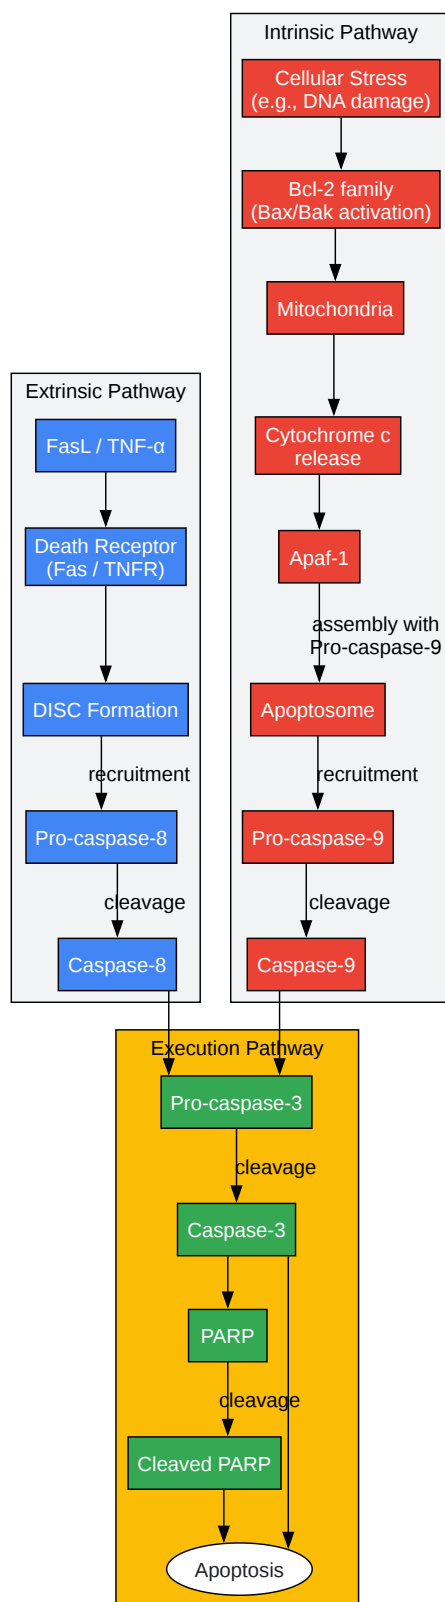 Intrinsic Pathway
Cellular Stress
(e.g., DNA damage)
Bcl-2 family
(Bax/Bak activation)
Mitochondria
Cytochrome c
release
Apaf-1
assembly with
Pro-caspase-9
Apoptosome
recruitment
Pro-caspase-9
cleavage
Caspase-9
Extrinsic Pathway
FasL / TNF-α
Death Receptor
(Fas / TNFR)
DISC Formation
recruitment
Pro-caspase-8
cleavage
Caspase-8
Execution Pathway
Pro-caspase-3
cleavage
Caspase-3
PARP
cleavage
Cleaved PARP
Apoptosis